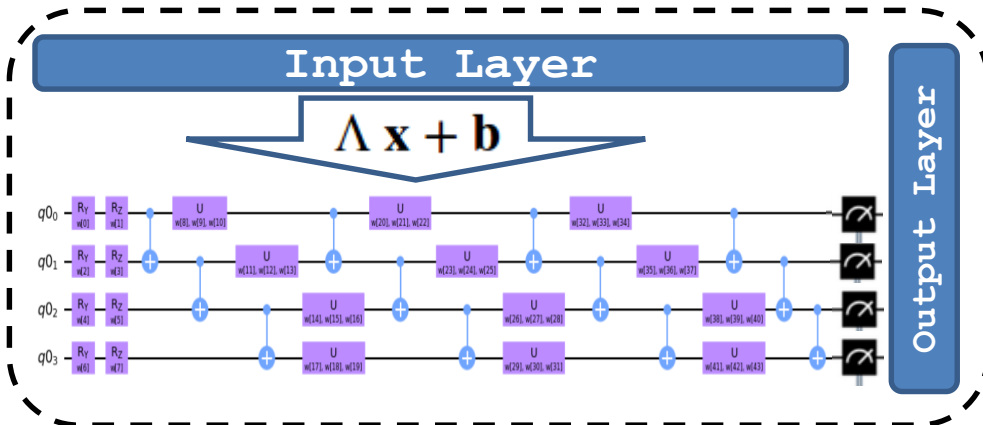 Input Layer
Λ x + b
Output Layer
q0₀ R_Y w[0] R_Z w[1] U w[8], w[9], w[10] U w[20], w[21], w[22] U w[32], w[33], w[34]
q0₁ R_Y w[2] R_Z w[3] U w[11], w[12], w[13] U w[23], w[24], w[25] U w[35], w[36], w[37]
q0₂ R_Y w[4] R_Z w[5] U w[14], w[15], w[16] U w[26], w[27], w[28] U w[38], w[39], w[40]
q0₃ R_Y w[6] R_Z w[7] U w[17], w[18], w[19] U w[29], w[30], w[31] U w[41], w[42], w[43]